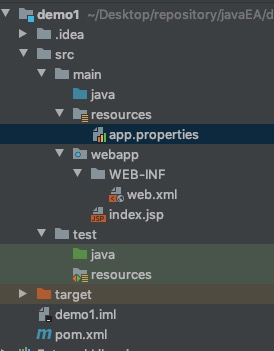 demo1 ~/Desktop/repository/javaEA/d
.idea
src
main
java
resources
app.properties
webapp
WEB-INF
web.xml
index.jsp
test
java
resources
target
demo1.iml
pom.xml